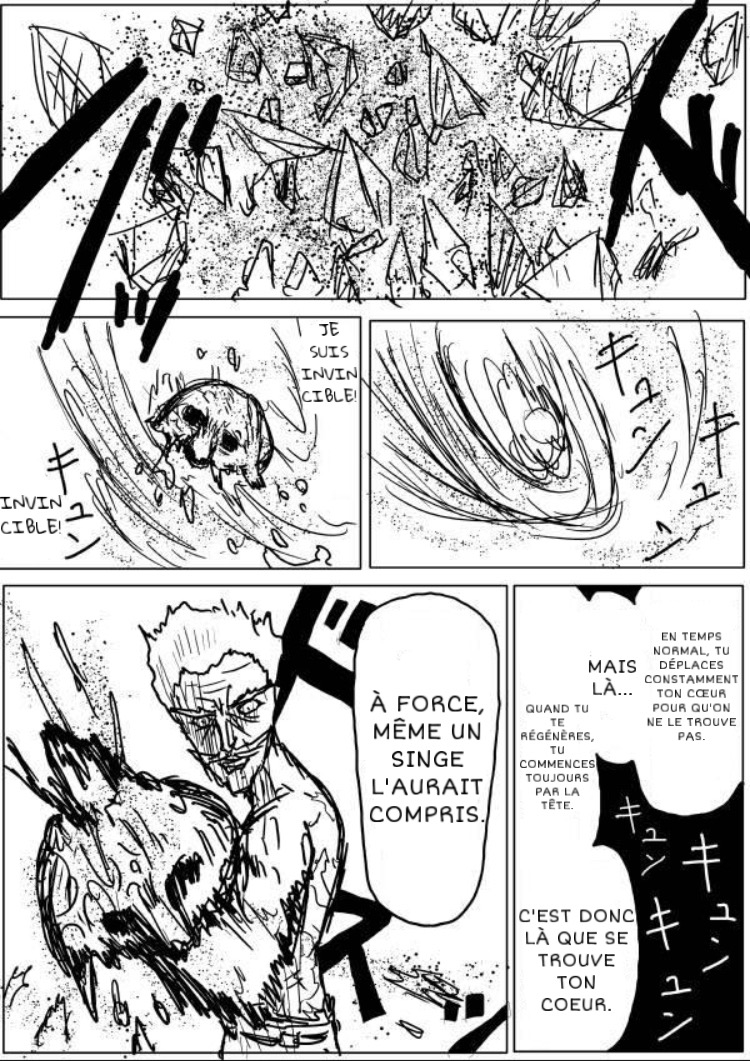 キュン
キュン
JE
SUIS
INVIN
CIBLE!
キュン
INVIN
CIBLE!
EN TEMPS
NORMAL, TU
DÉPLACES
CONSTAMMENT
TON CŒUR
POUR QU'ON
NE LE TROUVE
PAS.
MAIS
LÀ...
QUAND TU
TE
RÉGÉNÈRES,
TU
COMMENCES
TOUJOURS
PAR LA
TÊTE.
キュン
キュン
キュン
C'EST DONC
LÀ QUE SE
TROUVE
TON
COEUR.
À FORCE,
MÊME UN
SINGE
L'AURAIT
COMPRIS.